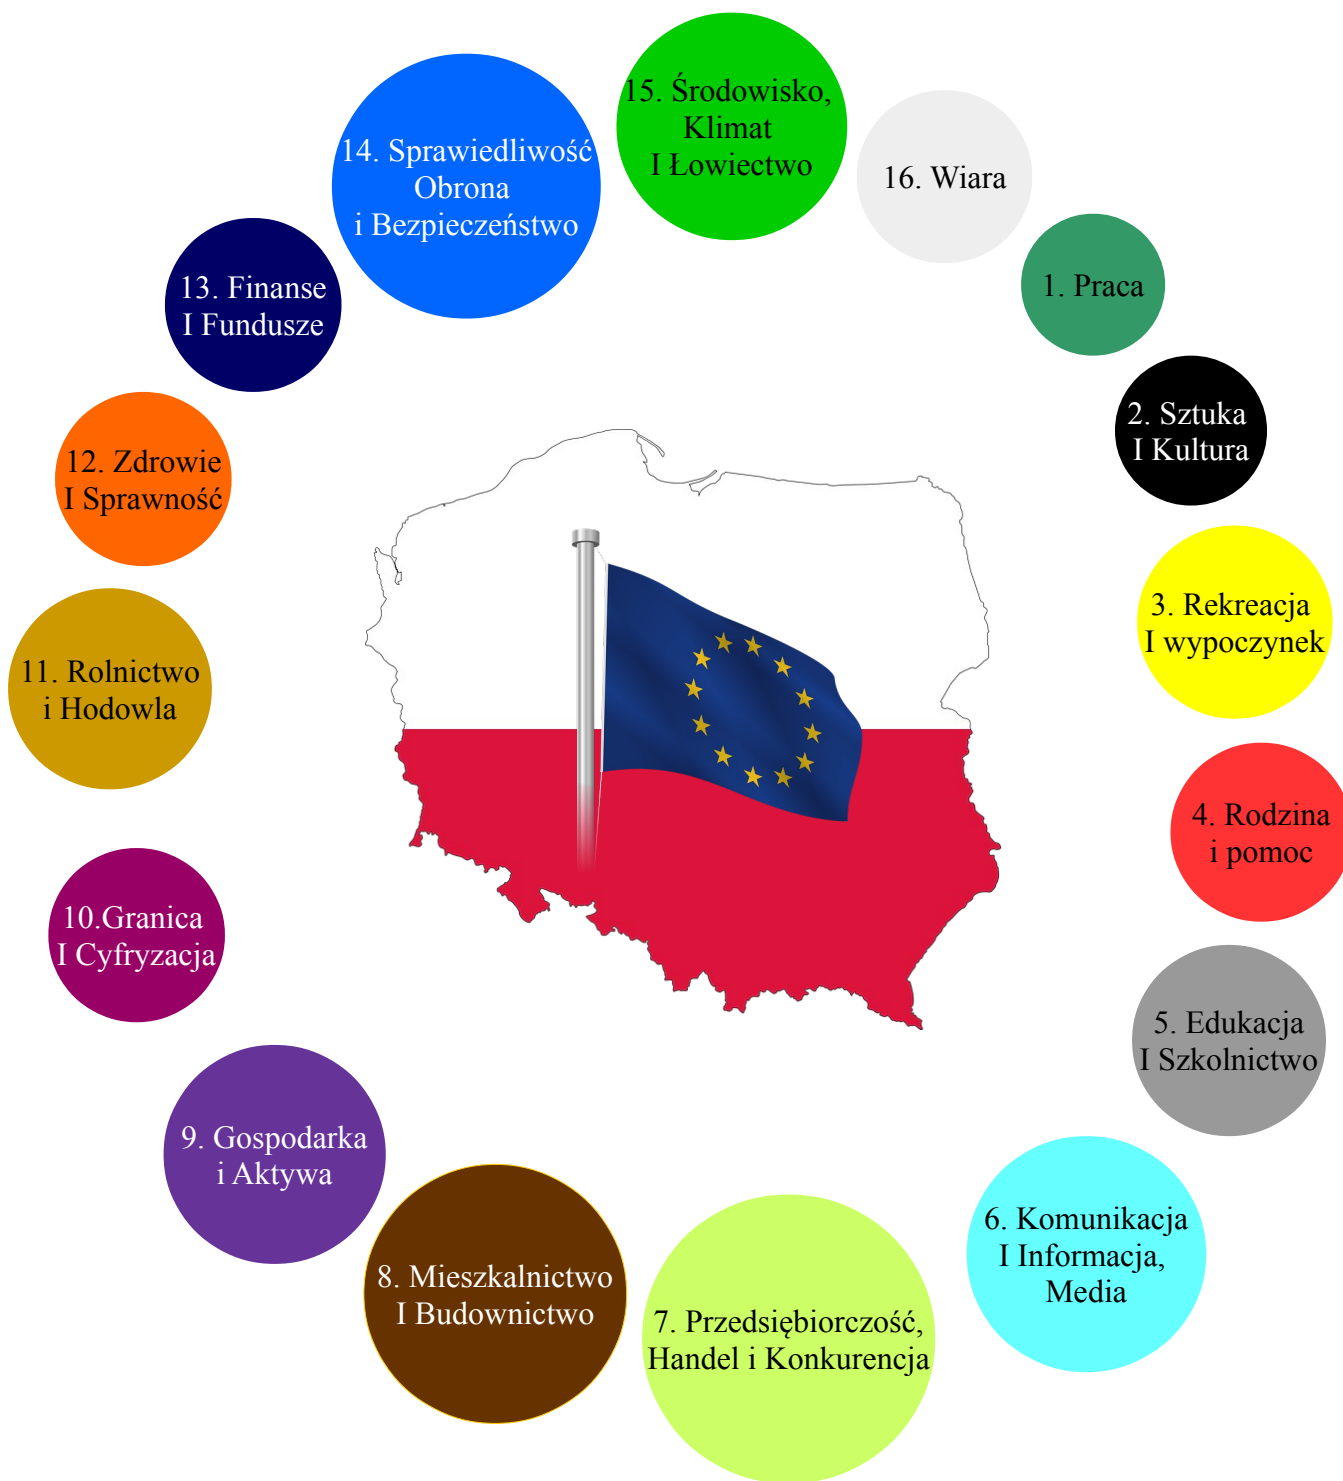 15. Środowisko,
Klimat
I Łowiectwo
14. Sprawiedliwość
Obrona
i Bezpieczeństwo
16. Wiara
13. Finanse
I Fundusze
1. Praca
2. Sztuka
I Kultura
12. Zdrowie
I Sprawność
3. Rekreacja
I wypoczynek
11. Rolnictwo
i Hodowla
4. Rodzina
i pomoc
10.Granica
I Cyfryzacja
5. Edukacja
I Szkolnictwo
9. Gospodarka
i Aktywa
6. Komunikacja
I Informacja,
Media
8. Mieszkalnictwo
I Budownictwo
7. Przedsiębiorczość,
Handel i Konkurencja